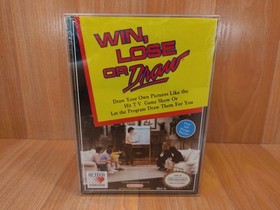 WIN,
LOSE
OR Draw
Draw Your Own Pictures Like the
Hit T V Game Show Or
Let the Program Draw Them For You